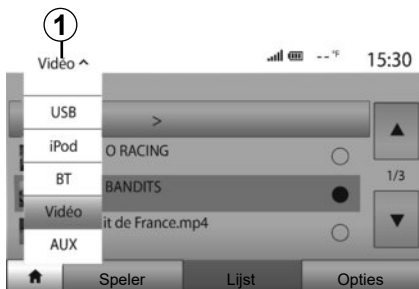 1
Vidéo ^ --°F 15:30
USB
>
iPod
O RACING
BT
1/3
BANDITS
Vidéo
it de France.mp4
AUX
Speler Lijst Opties